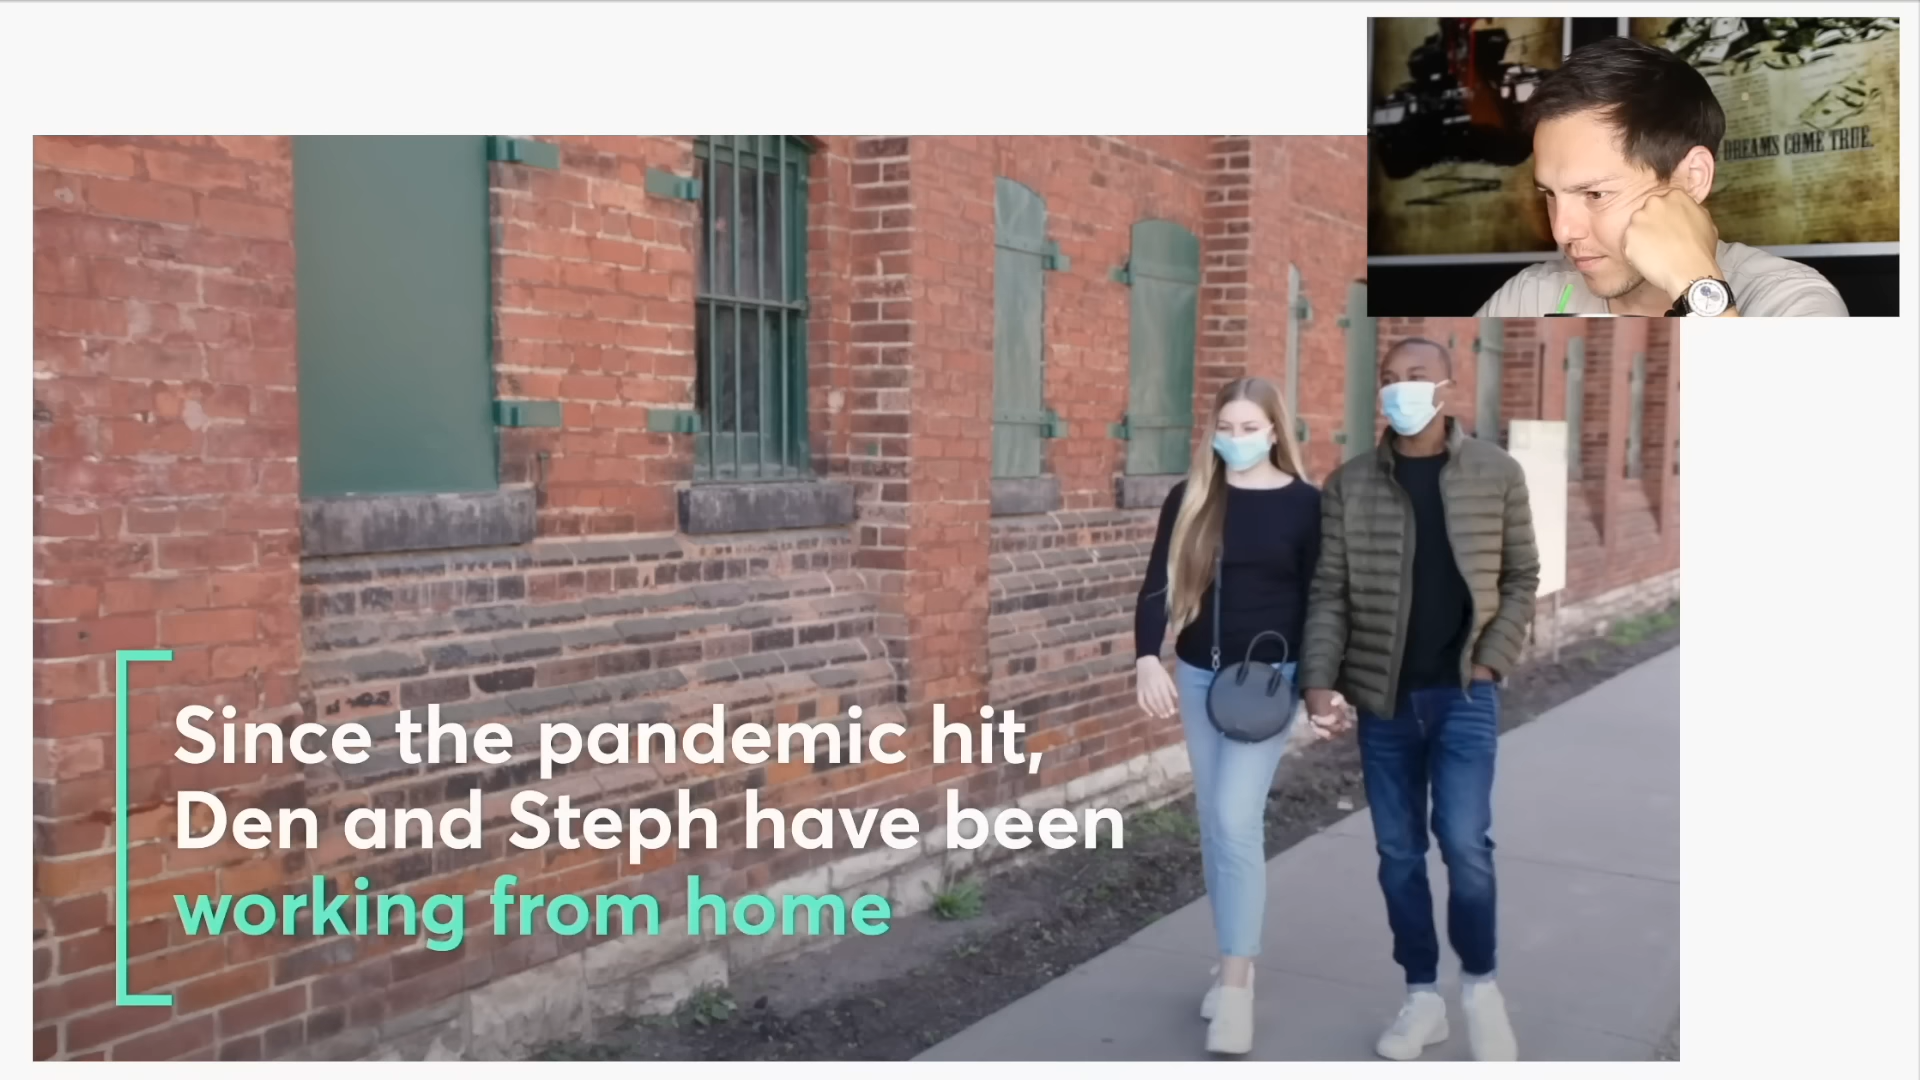 DREAMS COME TRUE.
Since the pandemic hit,
Den and Steph have been
working from home